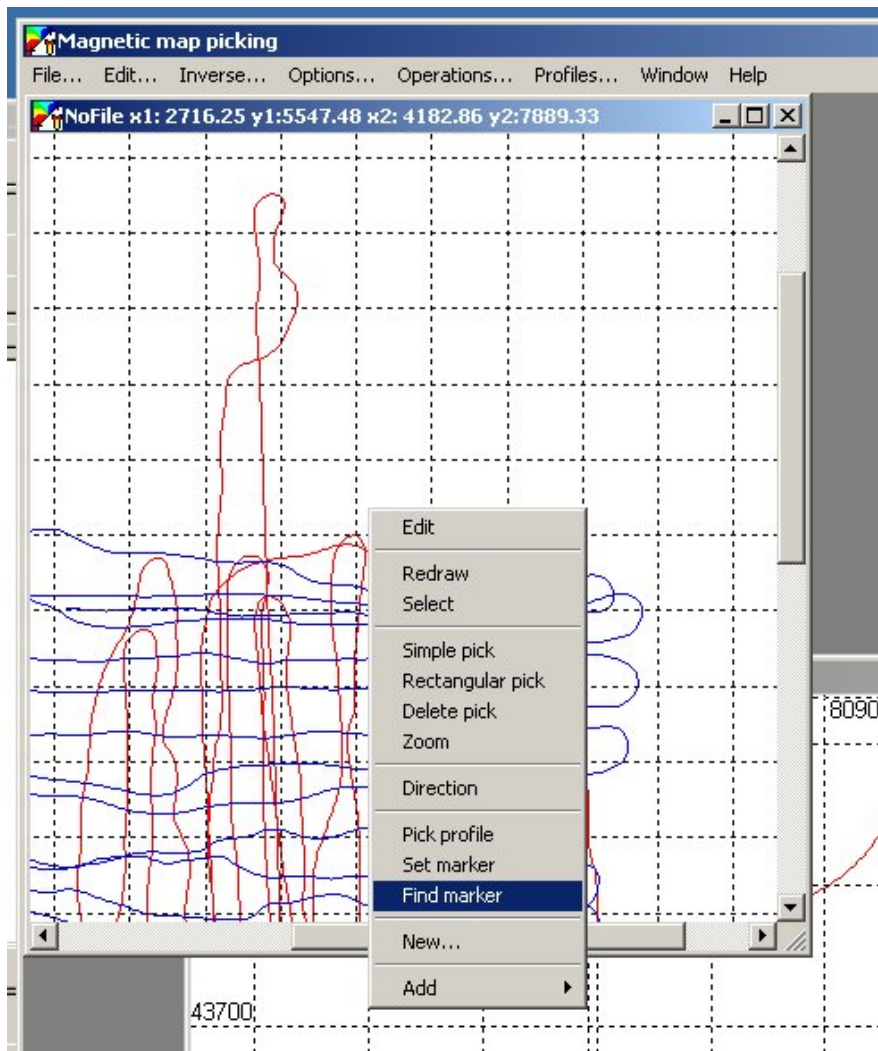 Magnetic map picking
File... Edit... Inverse... Options... Operations... Profiles... Window Help
NoFile x1: 2716.25 y1:5547.48 x2: 4182.86 y2:7889.33
Edit
Redraw
Select
Simple pick
Rectangular pick
Delete pick
Zoom
Direction
Pick profile
Set marker
Find marker
New...
Add
8090
43700